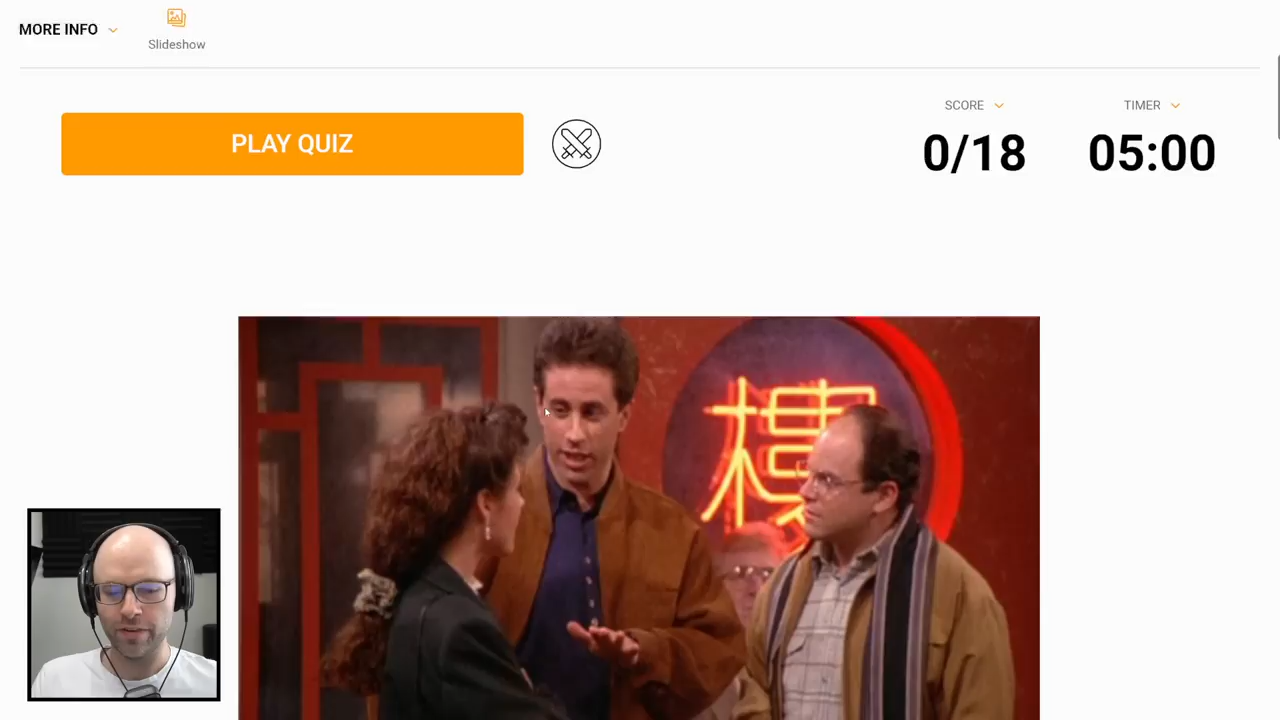 MORE INFO
Slideshow
PLAY QUIZ
SCORE
0/18
TIMER
05:00
樓